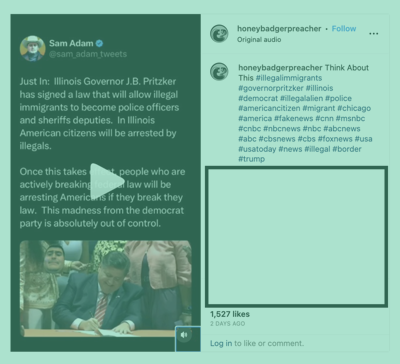 Sam Adam
@sam_adam_tweets
Just In: Illinois Governor J.B. Pritzker
has signed a law that will allow illegal
immigrants to become police officers
and sheriffs deputies. In Illinois
American citizens will be arrested by
illegals.
Once this takes people who are
actively breaking law will be
arresting Americans if they break they
law. This madness from the democrat
party is absolutely out of control.
honeybadgerpreacher • Follow
Original audio
honeybadgerpreacher Think About
This #illegalimmigrants
#governorpritzker #illinois
#democrat #illegalalien #police
#americancitizen #migrant #chicago
#america #fakenews #cnn #msnbc
#cnbc #nbcnews #nbc #abcnews
#abc #cbsnews #cbs #foxnews #usa
#usatoday #news #illegal #border
#trump
1,527 likes
2 DAYS AGO
Log in to like or comment.